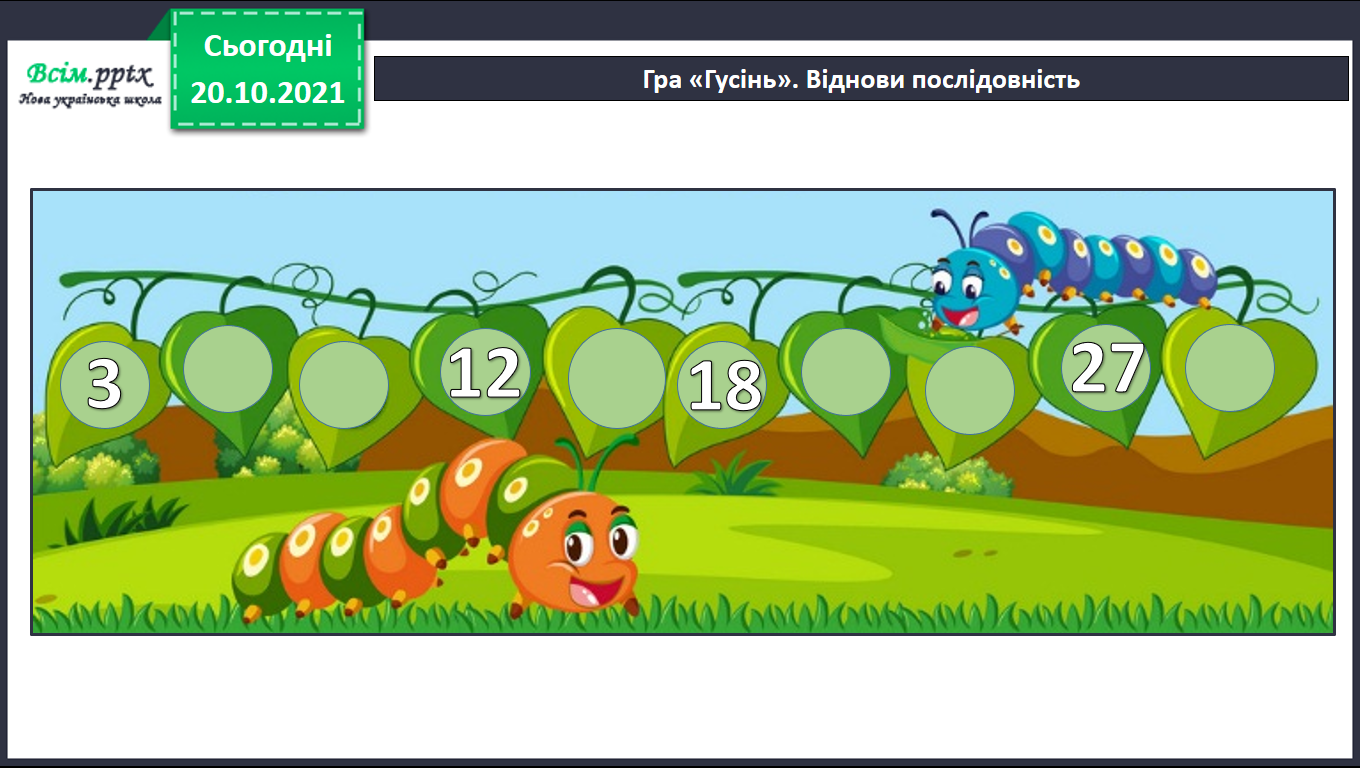 Сьогодні
20.10.2021
Всім.pptx
Нова українська школа
Гра «Гусінь». Віднови послідовність
3 12 18 27